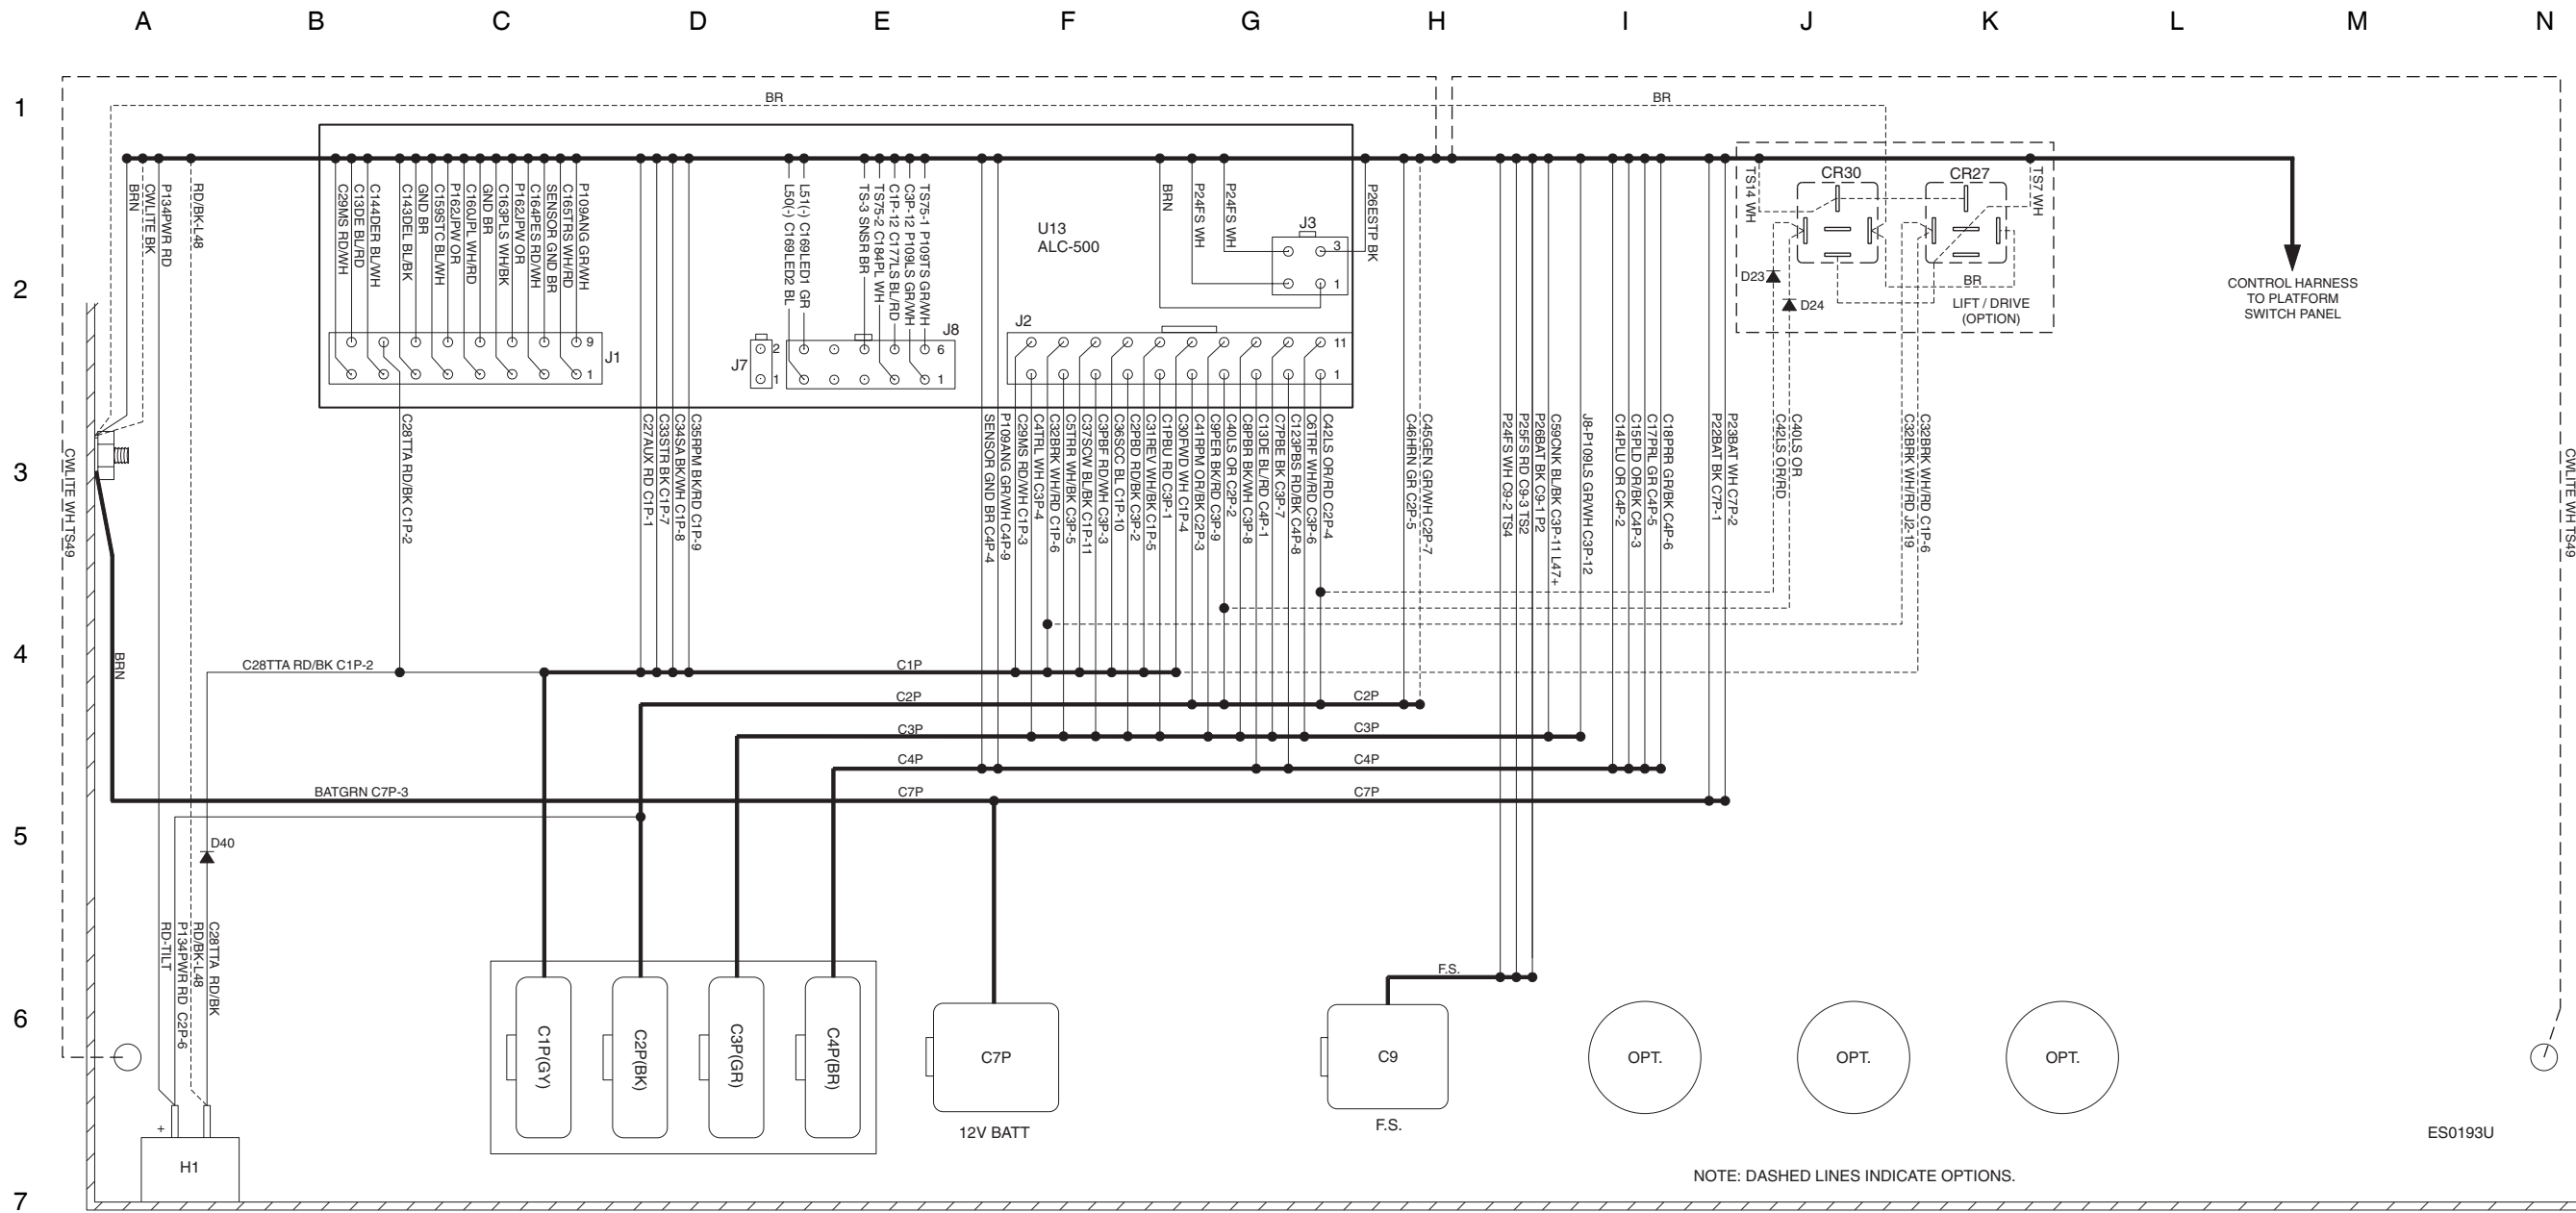 A B C D E F G H I J K L M N
1
2
3
4
5
6
7
BR
BR
BRN
CWLITE BK
P134PWR RD
RD/BK-L48
C29MS RD/WH
C13DE BL/RD
C144DER BL/WH
C143DEL BL/BK
GND BR
C159STC BL/WH
P162JPW OR
C160JPL WH/RD
GND BR
C163PLS WH/BK
P162JPW OR
C164PES RD/WH
SENSOR GND BR
C165TRS WH/RD
P109ANG GR/WH
9
1
J1
L50(-) C169LED2 BL
L51(-) C169LED1 GR
TS-3 SNSR BR
TS75-2 C184PL WH
C1P-12 C177LS BL/RD
C3P-12 P109LS GR/WH
TS75-1 P109TS GR/WH
J7
2
1
J8
6
1
U13
ALC-500
BRN
P24FS WH
P24FS WH
J3
3
1
P26ESTP BK
J2
11
1
TS14 WH
CR30
CR27
TS7 WH
D23
D24
BR
LIFT / DRIVE
(OPTION)
CONTROL HARNESS
TO PLATFORM
SWITCH PANEL
CWLITE WH TS49
C28TTA RD/BK C1P-2
C27AUX RD C1P-1
C33STR BK C1P-7
C34SA BK/WH C1P-8
C35RPM BK/RD C1P-9
SENSOR GND BR C4P-4
P109ANG GR/WH C4P-9
C29MS RD/WH C1P-3
C4TRL WH C3P-4
C32BRK WH/RD C1P-6
C5TRR WH/BK C3P-5
C37SCW BL/BK C1P-11
C3PBF RD/WH C3P-3
C36SCC BL C1P-10
C2PBD RD/BK C3P-2
C31REV WH/BK C1P-5
C1PBU RD C3P-1
C30FWD WH C1P-4
C41RPM OR/BK C2P-3
C9PER BK/RD C3P-9
C40LS OR C2P-2
C8PBR BK/WH C3P-8
C13DE BL/RD C4P-1
C7PBE BK C3P-7
C123PBS RD/BK C4P-8
C6TRF WH/RD C3P-6
C42LS OR/RD C2P-4
C46HRN GR C2P-5
C45GEN GR/WH C2P-7
P24FS WH C9-2 TS4
P25FS RD C9-3 TS2
P26BAT BK C9-1 P2
C59CNK BL/BK C3P-11 L47+
J8-P109LS GR/WH C3P-12
C14PLU OR C4P-2
C15PLD OR/BK C4P-3
C17PRL GR C4P-5
C18PRR GR/BK C4P-6
P22BAT BK C7P-1
P23BAT WH C7P-2
C42LS OR/RD
C40LS OR
C32BRK WH/RD J2-19
C32BRK WH/RD C1P-6
CWLITE WH TS49
BRN
C28TTA RD/BK C1P-2
C1P
C2P
C2P
C3P
C3P
C4P
C4P
BATGRN C7P-3
C7P
C7P
D40
RD-TILT
P134PWR RD C2P-6
RD/BK-L48
C28TTA RD/BK
F.S.
C1P(GY)
C2P(BK)
C3P(GR)
C4P(BR)
C7P
C9
OPT.
OPT.
OPT.
12V BATT
F.S.
+
H1
ES0193U
NOTE: DASHED LINES INDICATE OPTIONS.